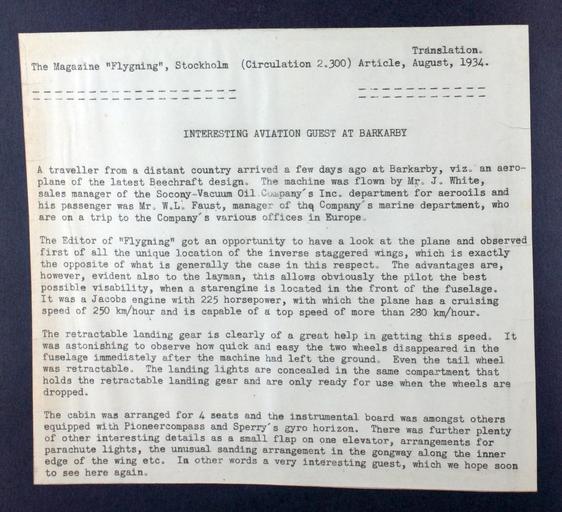 Translation.
The Magazine "Flygning", Stockholm (Circulation 2.300) Article, August, 1934.
INTERESTING AVIATION GUEST AT BARKARBY
A traveller from a distant country arrived a few days ago at Barkarby, viz. an aero-
plane of the latest Beechraft design. The machine was flown by Mr. J. White,
sales manager of the Socony-Vacuum Oil Company's Inc. department for aerooils and
his passenger was Mr. W.L. Faust, manager of the Company's marine department, who
are on a trip to the Company's various offices in Europe.
The Editor of "Flygning" got an opportunity to have a look at the plane and observed
first of all the unique location of the inverse staggered wings, which is exactly
the opposite of what is generally the case in this respect. The advantages are,
however, evident also to the layman, this allows obviously the pilot the best
possible visability, when a starengine is located in the front of the fuselage.
It was a Jacobs engine with 225 horsepower, with which the plane has a cruising
speed of 250 km/hour and is capable of a top speed of more than 280 km/hour.
The retractable landing gear is clearly of a great help in getting this speed. It
was astonishing to observe how quick and easy the two wheels disappeared in the
fuselage immediately after the machine had left the ground. Even the tail wheel
was retractable. The landing lights are concealed in the same compartment that
holds the retractable landing gear and are only ready for use when the wheels are
dropped.
The cabin was arranged for 4 seats and the instrumental board was amongst others
equipped with Pioneercompass and Sperry's gyro horizon. There was further plenty
of other interesting details as a small flap on one elevator, arrangements for
parachute lights, the unusual sanding arrangement in the gongway along the inner
edge of the wing etc. In other words a very interesting guest, which we hope soon
to see here again.